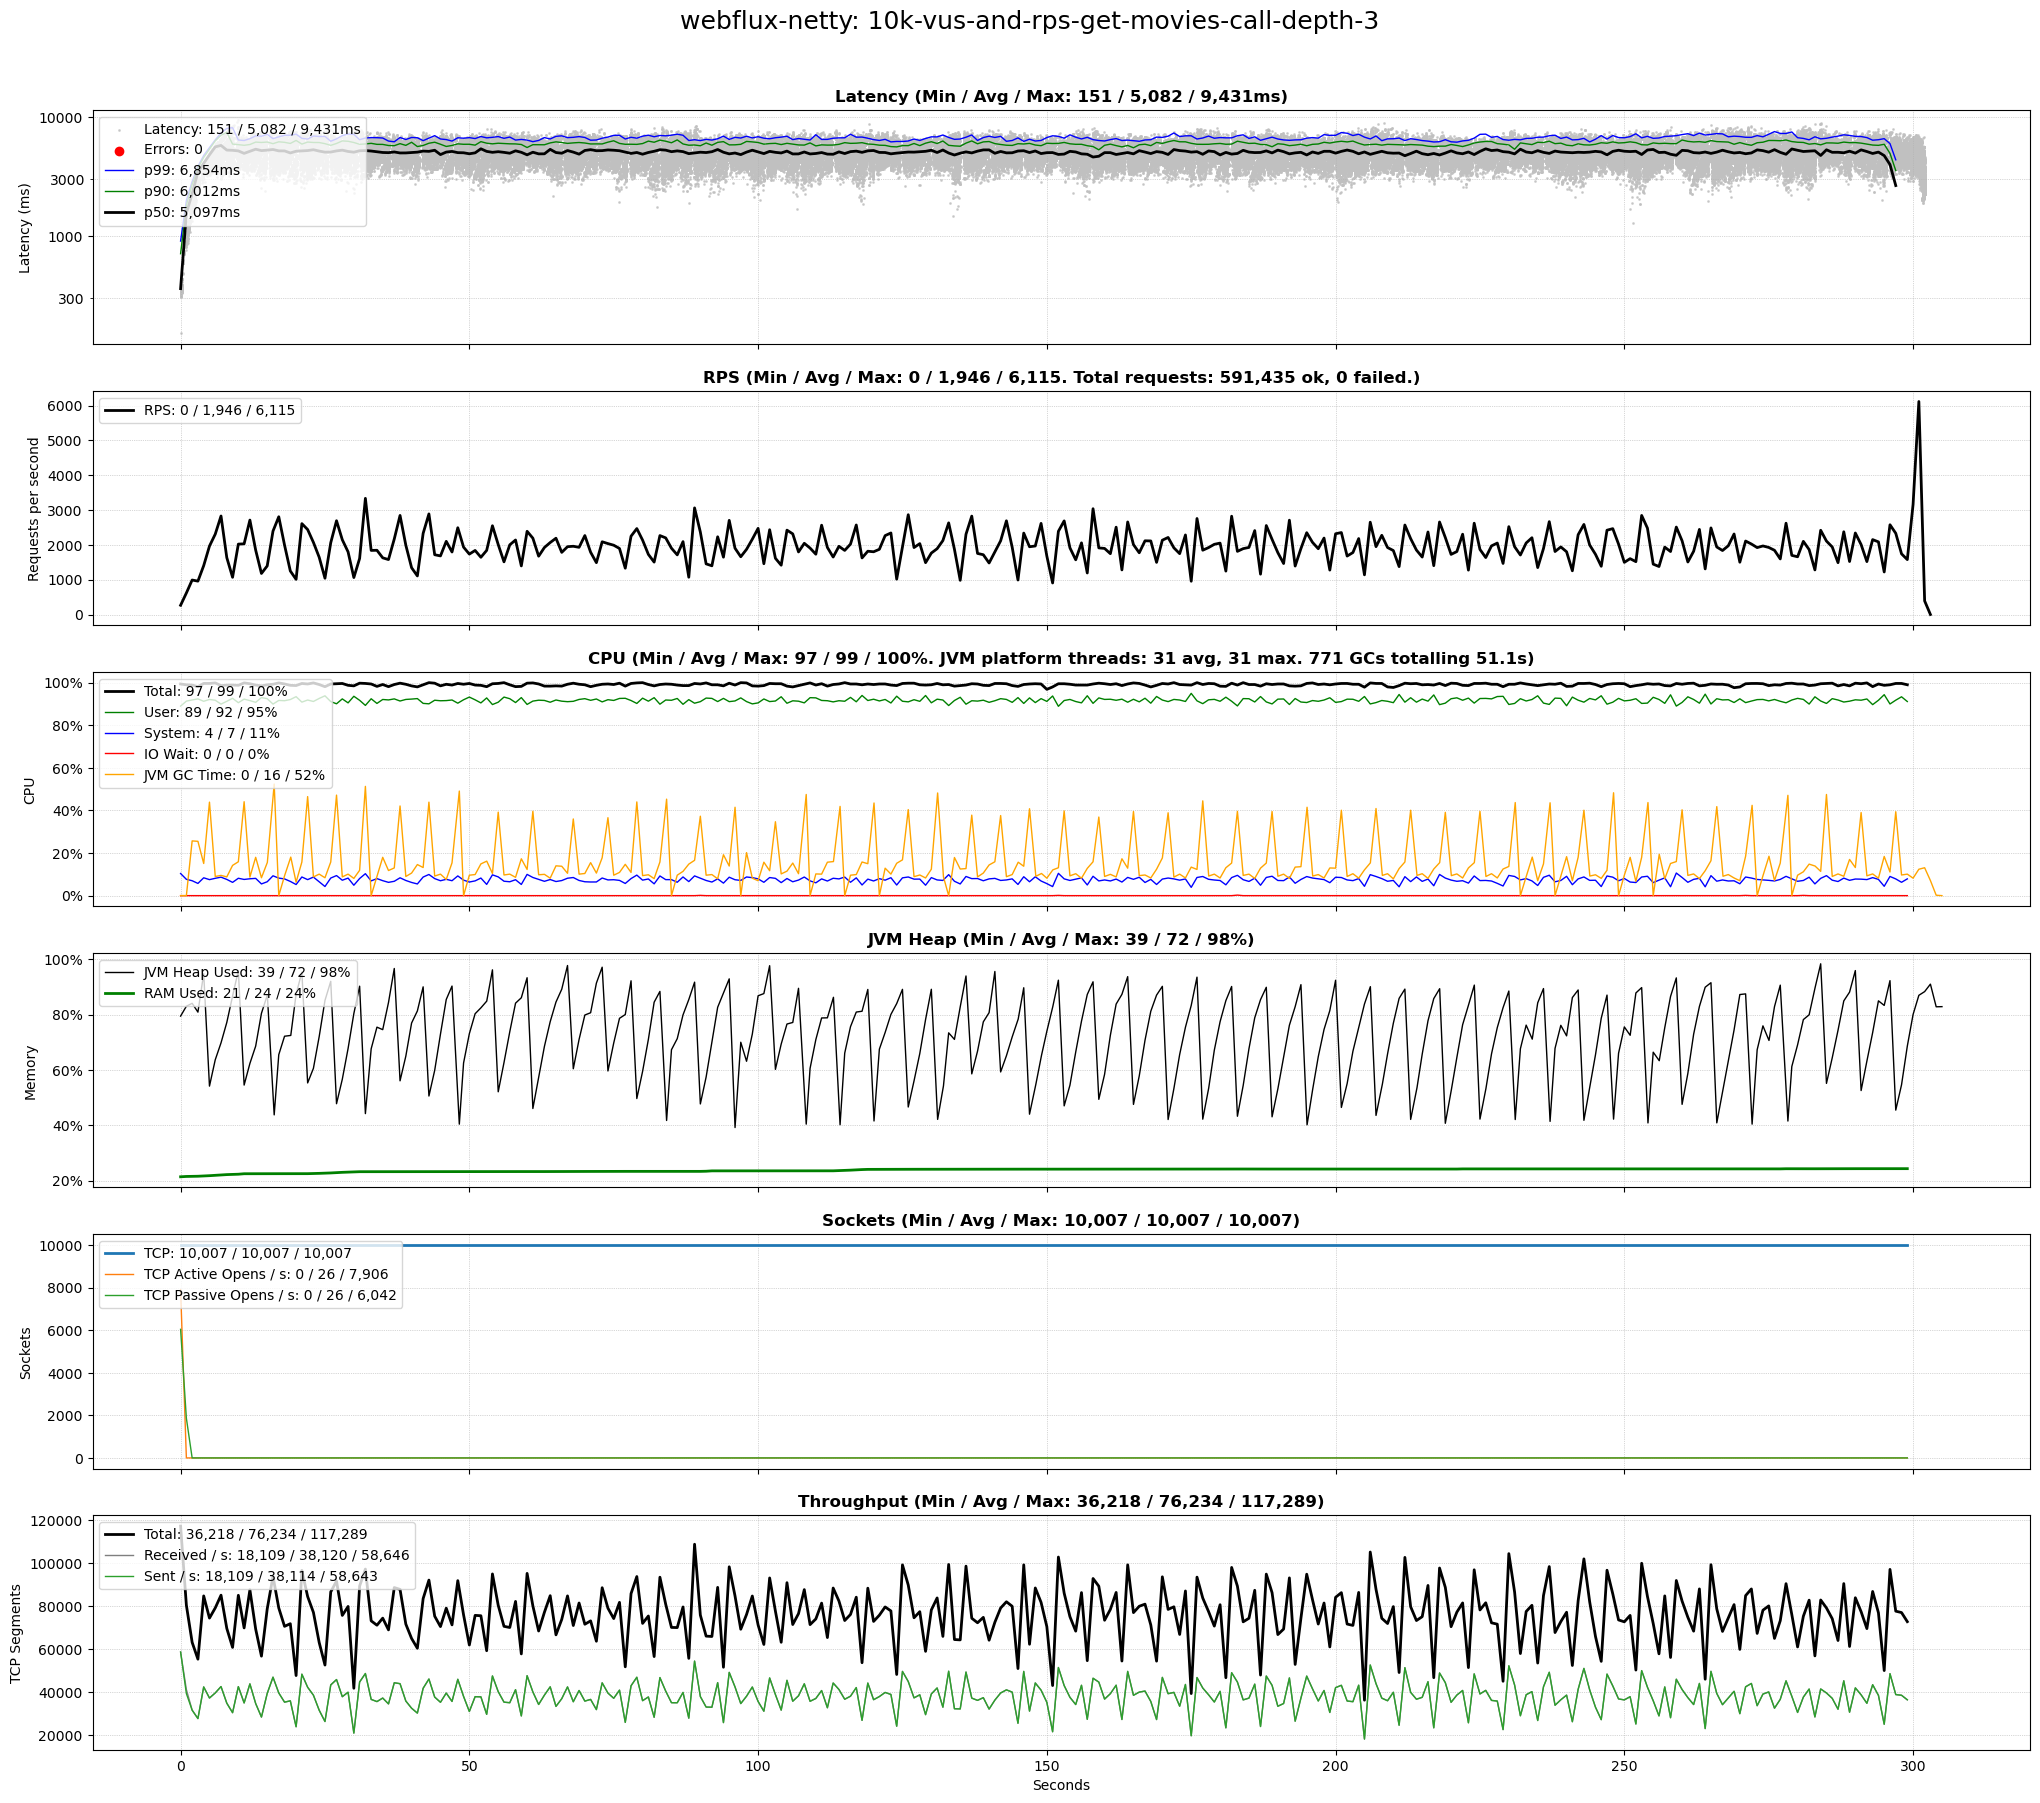 webflux-netty: 10k-vus-and-rps-get-movies-call-depth-3
Latency (Min / Avg / Max: 151 / 5,082 / 9,431ms)
Latency (ms)
10000
3000
1000
300
Latency: 151 / 5,082 / 9,431ms
Errors: 0
p99: 6,854ms
p90: 6,012ms
p50: 5,097ms
RPS (Min / Avg / Max: 0 / 1,946 / 6,115. Total requests: 591,435 ok, 0 failed.)
Requests per second
6000
5000
4000
3000
2000
1000
0
RPS: 0 / 1,946 / 6,115
CPU (Min / Avg / Max: 97 / 99 / 100%. JVM platform threads: 31 avg, 31 max. 771 GCs totalling 51.1s)
CPU
100%
80%
60%
40%
20%
0%
Total: 97 / 99 / 100%
User: 89 / 92 / 95%
System: 4 / 7 / 11%
IO Wait: 0 / 0 / 0%
JVM GC Time: 0 / 16 / 52%
JVM Heap (Min / Avg / Max: 39 / 72 / 98%)
Memory
100%
80%
60%
40%
20%
JVM Heap Used: 39 / 72 / 98%
RAM Used: 21 / 24 / 24%
Sockets (Min / Avg / Max: 10,007 / 10,007 / 10,007)
Sockets
10000
8000
6000
4000
2000
0
TCP: 10,007 / 10,007 / 10,007
TCP Active Opens / s: 0 / 26 / 7,906
TCP Passive Opens / s: 0 / 26 / 6,042
Throughput (Min / Avg / Max: 36,218 / 76,234 / 117,289)
TCP Segments
120000
100000
80000
60000
40000
20000
Total: 36,218 / 76,234 / 117,289
Received / s: 18,109 / 38,120 / 58,646
Sent / s: 18,109 / 38,114 / 58,643
0 50 100 150 200 250 300
Seconds